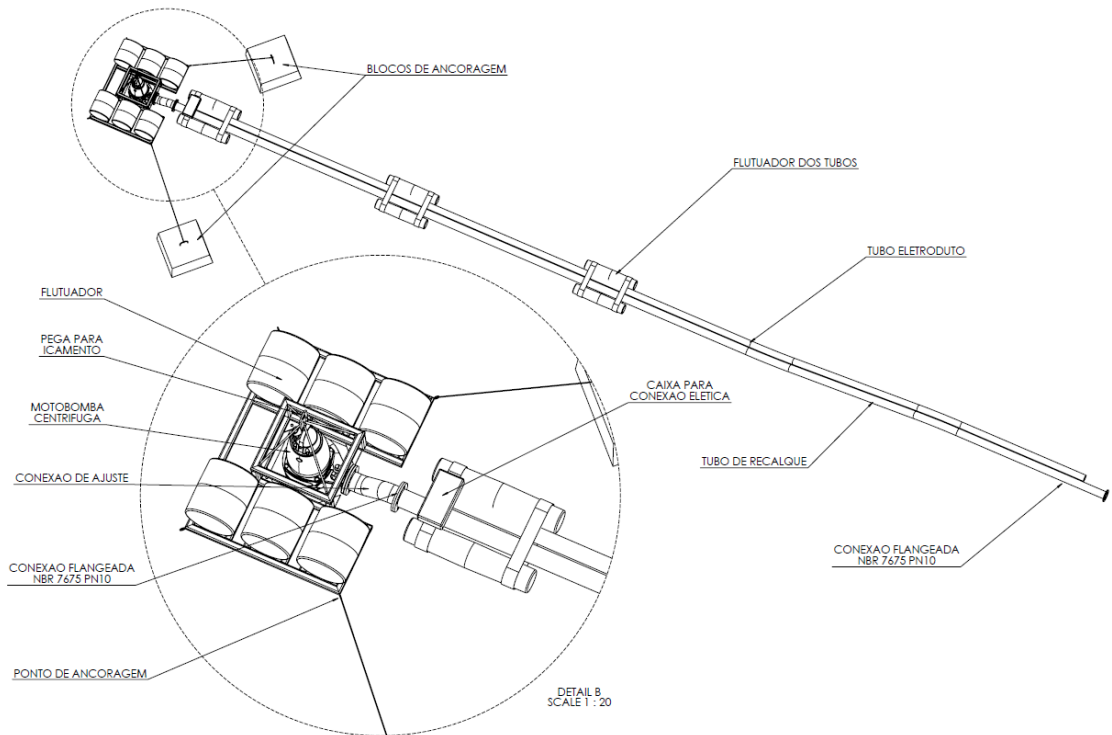 BLOCOS DE ANCORAGEM
FLUTUADOR DOS TUBOS
TUBO ELETRODUTO
FLUTUADOR
PEGA PARA
ICAMENTO
MOTOBOMBA
CENTRIFUGA
CAIXA PARA
CONEXAO ELETICA
CONEXAO DE AJUSTE
TUBO DE RECALQUE
CONEXAO FLANGEADA
NBR 7675 PN10
CONEXAO FLANGEADA
NBR 7675 PN10
PONTO DE ANCORAGEM
DETAIL B
SCALE 1 : 20